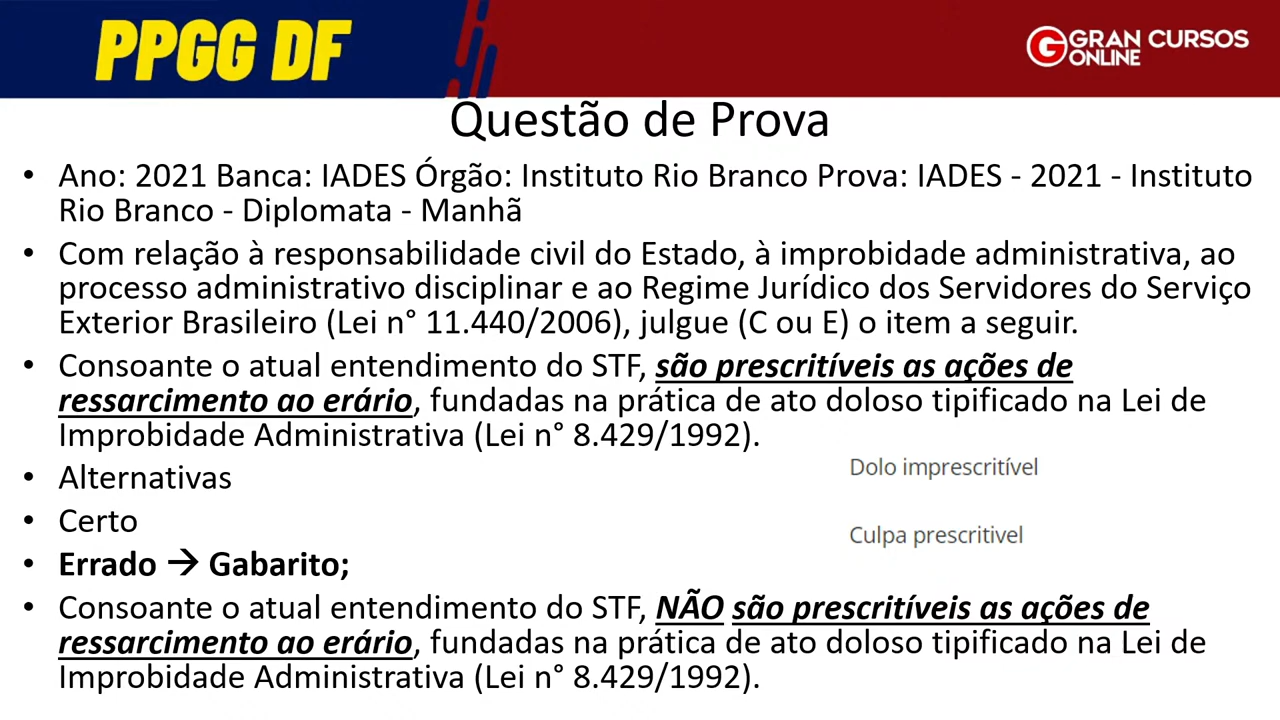 PPGG DF
GRAN CURSOS
ONLINE
Questão de Prova
• Ano: 2021 Banca: IADES Órgão: Instituto Rio Branco Prova: IADES - 2021 - Instituto
Rio Branco - Diplomata - Manhã
• Com relação à responsabilidade civil do Estado, à improbidade administrativa, ao
processo administrativo disciplinar e ao Regime Jurídico dos Servidores do Serviço
Exterior Brasileiro (Lei n° 11.440/2006), julgue (C ou E) o item a seguir.
• Consoante o atual entendimento do STF, são prescritíveis as ações de
ressarcimento ao erário, fundadas na prática de ato doloso tipificado na Lei de
Improbidade Administrativa (Lei n° 8.429/1992).
Dolo imprescritível
• Alternativas
• Certo
Culpa prescritivel
• Errado → Gabarito;
• Consoante o atual entendimento do STF, NÃO são prescritíveis as ações de
ressarcimento ao erário, fundadas na prática de ato doloso tipificado na Lei de
Improbidade Administrativa (Lei n° 8.429/1992).